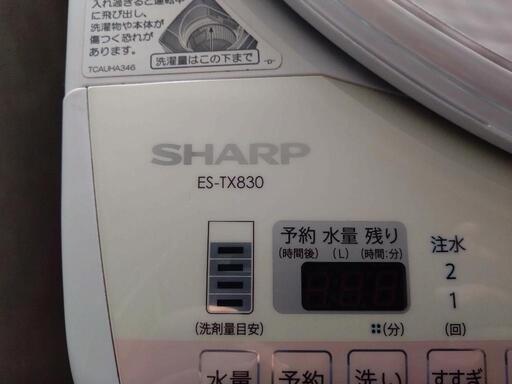 入れ過ぎると運転中
に飛び出し、
洗濯物や本体が
傷つく恐れが
あります。
TCAUHA346
洗濯量はこの下まで
-D-
SHARP
ES-TX830
予約 水量 残り
(時間後) (L) (時間:分)
注水
2
1
(回)
(洗剤量目安)
(分)
水量
予約
洗い
すすぎ